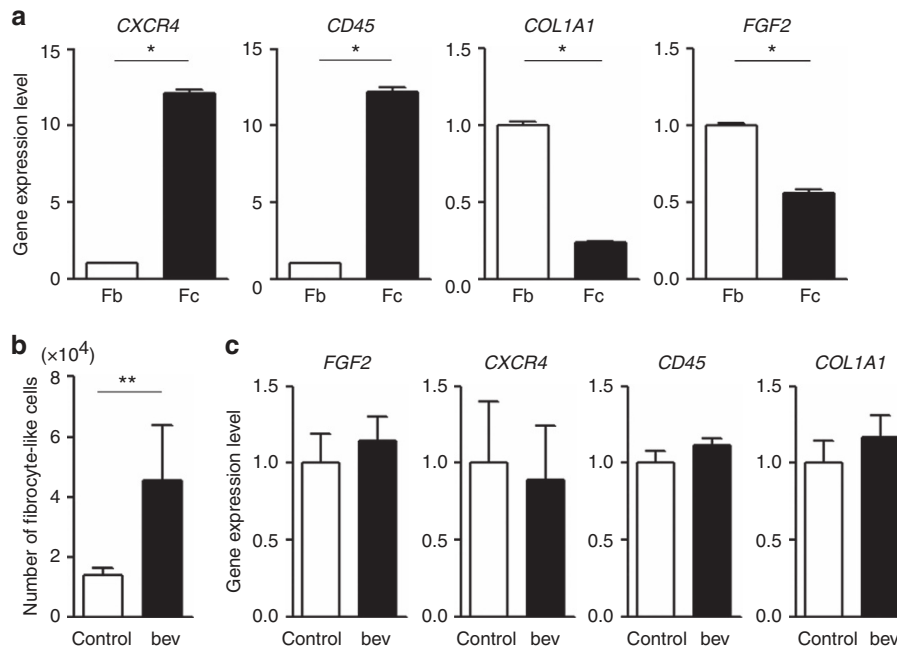 a
CXCR4 CD45 COL1A1 FGF2
Gene expression level
15 15 1.5 1.5
* * * *
10 10 1.0 1.0
5 5 0.5 0.5
0 0 0.0 0.0
Fb Fc Fb Fc Fb Fc Fb Fc
b c
(×10⁴) FGF2 CXCR4 CD45 COL1A1
Number of fibrocyte-like cells
8
**
6
4
2
0
Control bev
Gene expression level
1.5 1.5 1.5 1.5
1.0 1.0 1.0 1.0
0.5 0.5 0.5 0.5
0.0 0.0 0.0 0.0
Control bev Control bev Control bev Control bev